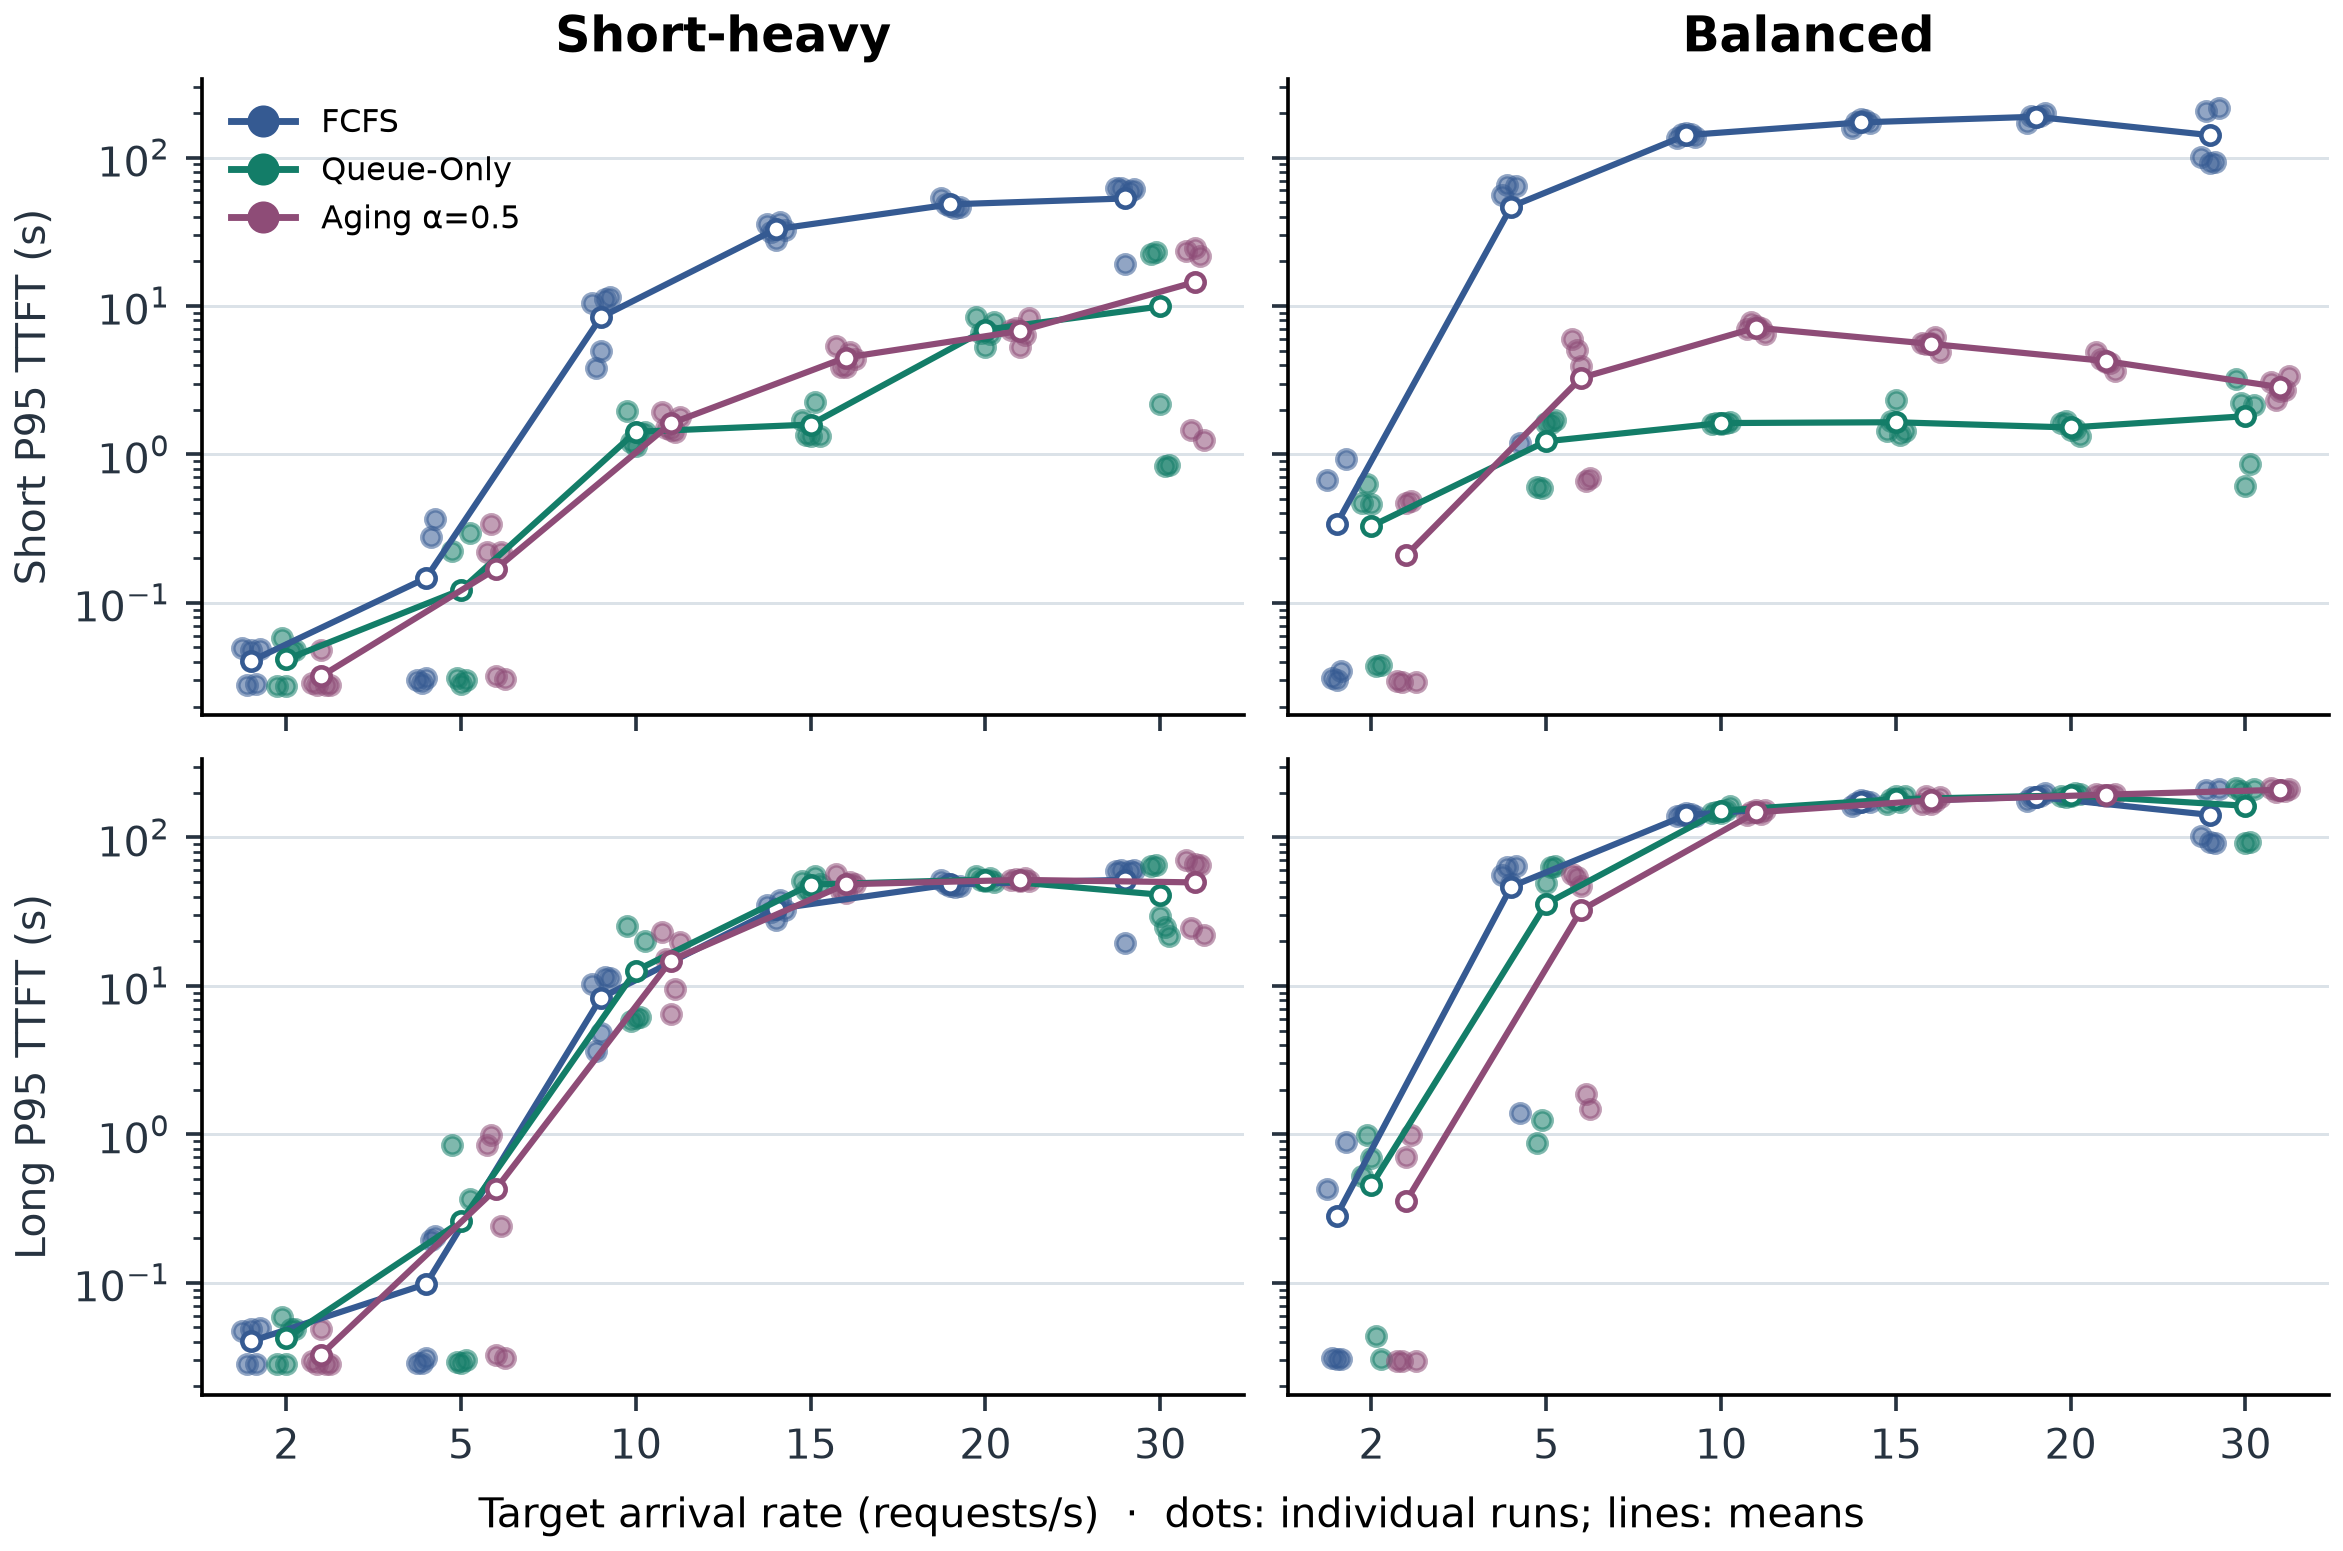 Short-heavy
Balanced
FCFS
Queue-Only
Aging α=0.5
Short P95 TTFT (s)
10²
10¹
10⁰
10⁻¹
Long P95 TTFT (s)
10²
10¹
10⁰
10⁻¹
2 5 10 15 20 30
2 5 10 15 20 30
Target arrival rate (requests/s) · dots: individual runs; lines: means